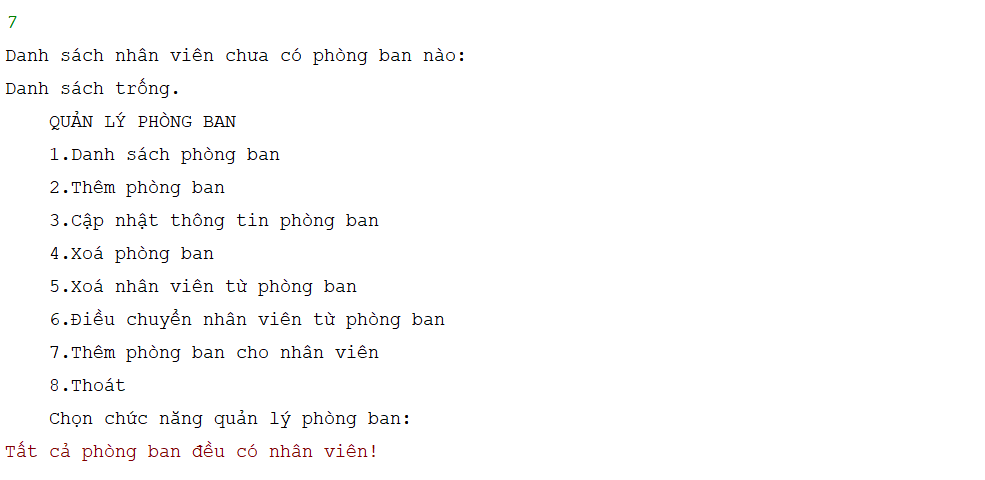 7
Danh sách nhân viên chưa có phòng ban nào:
Danh sách trống.
QUẢN LÝ PHÒNG BAN
1.Danh sách phòng ban
2.Thêm phòng ban
3.Cập nhật thông tin phòng ban
4.Xoá phòng ban
5.Xoá nhân viên từ phòng ban
6.Điều chuyển nhân viên từ phòng ban
7.Thêm phòng ban cho nhân viên
8.Thoát
Chọn chức năng quản lý phòng ban:
Tất cả phòng ban đều có nhân viên!